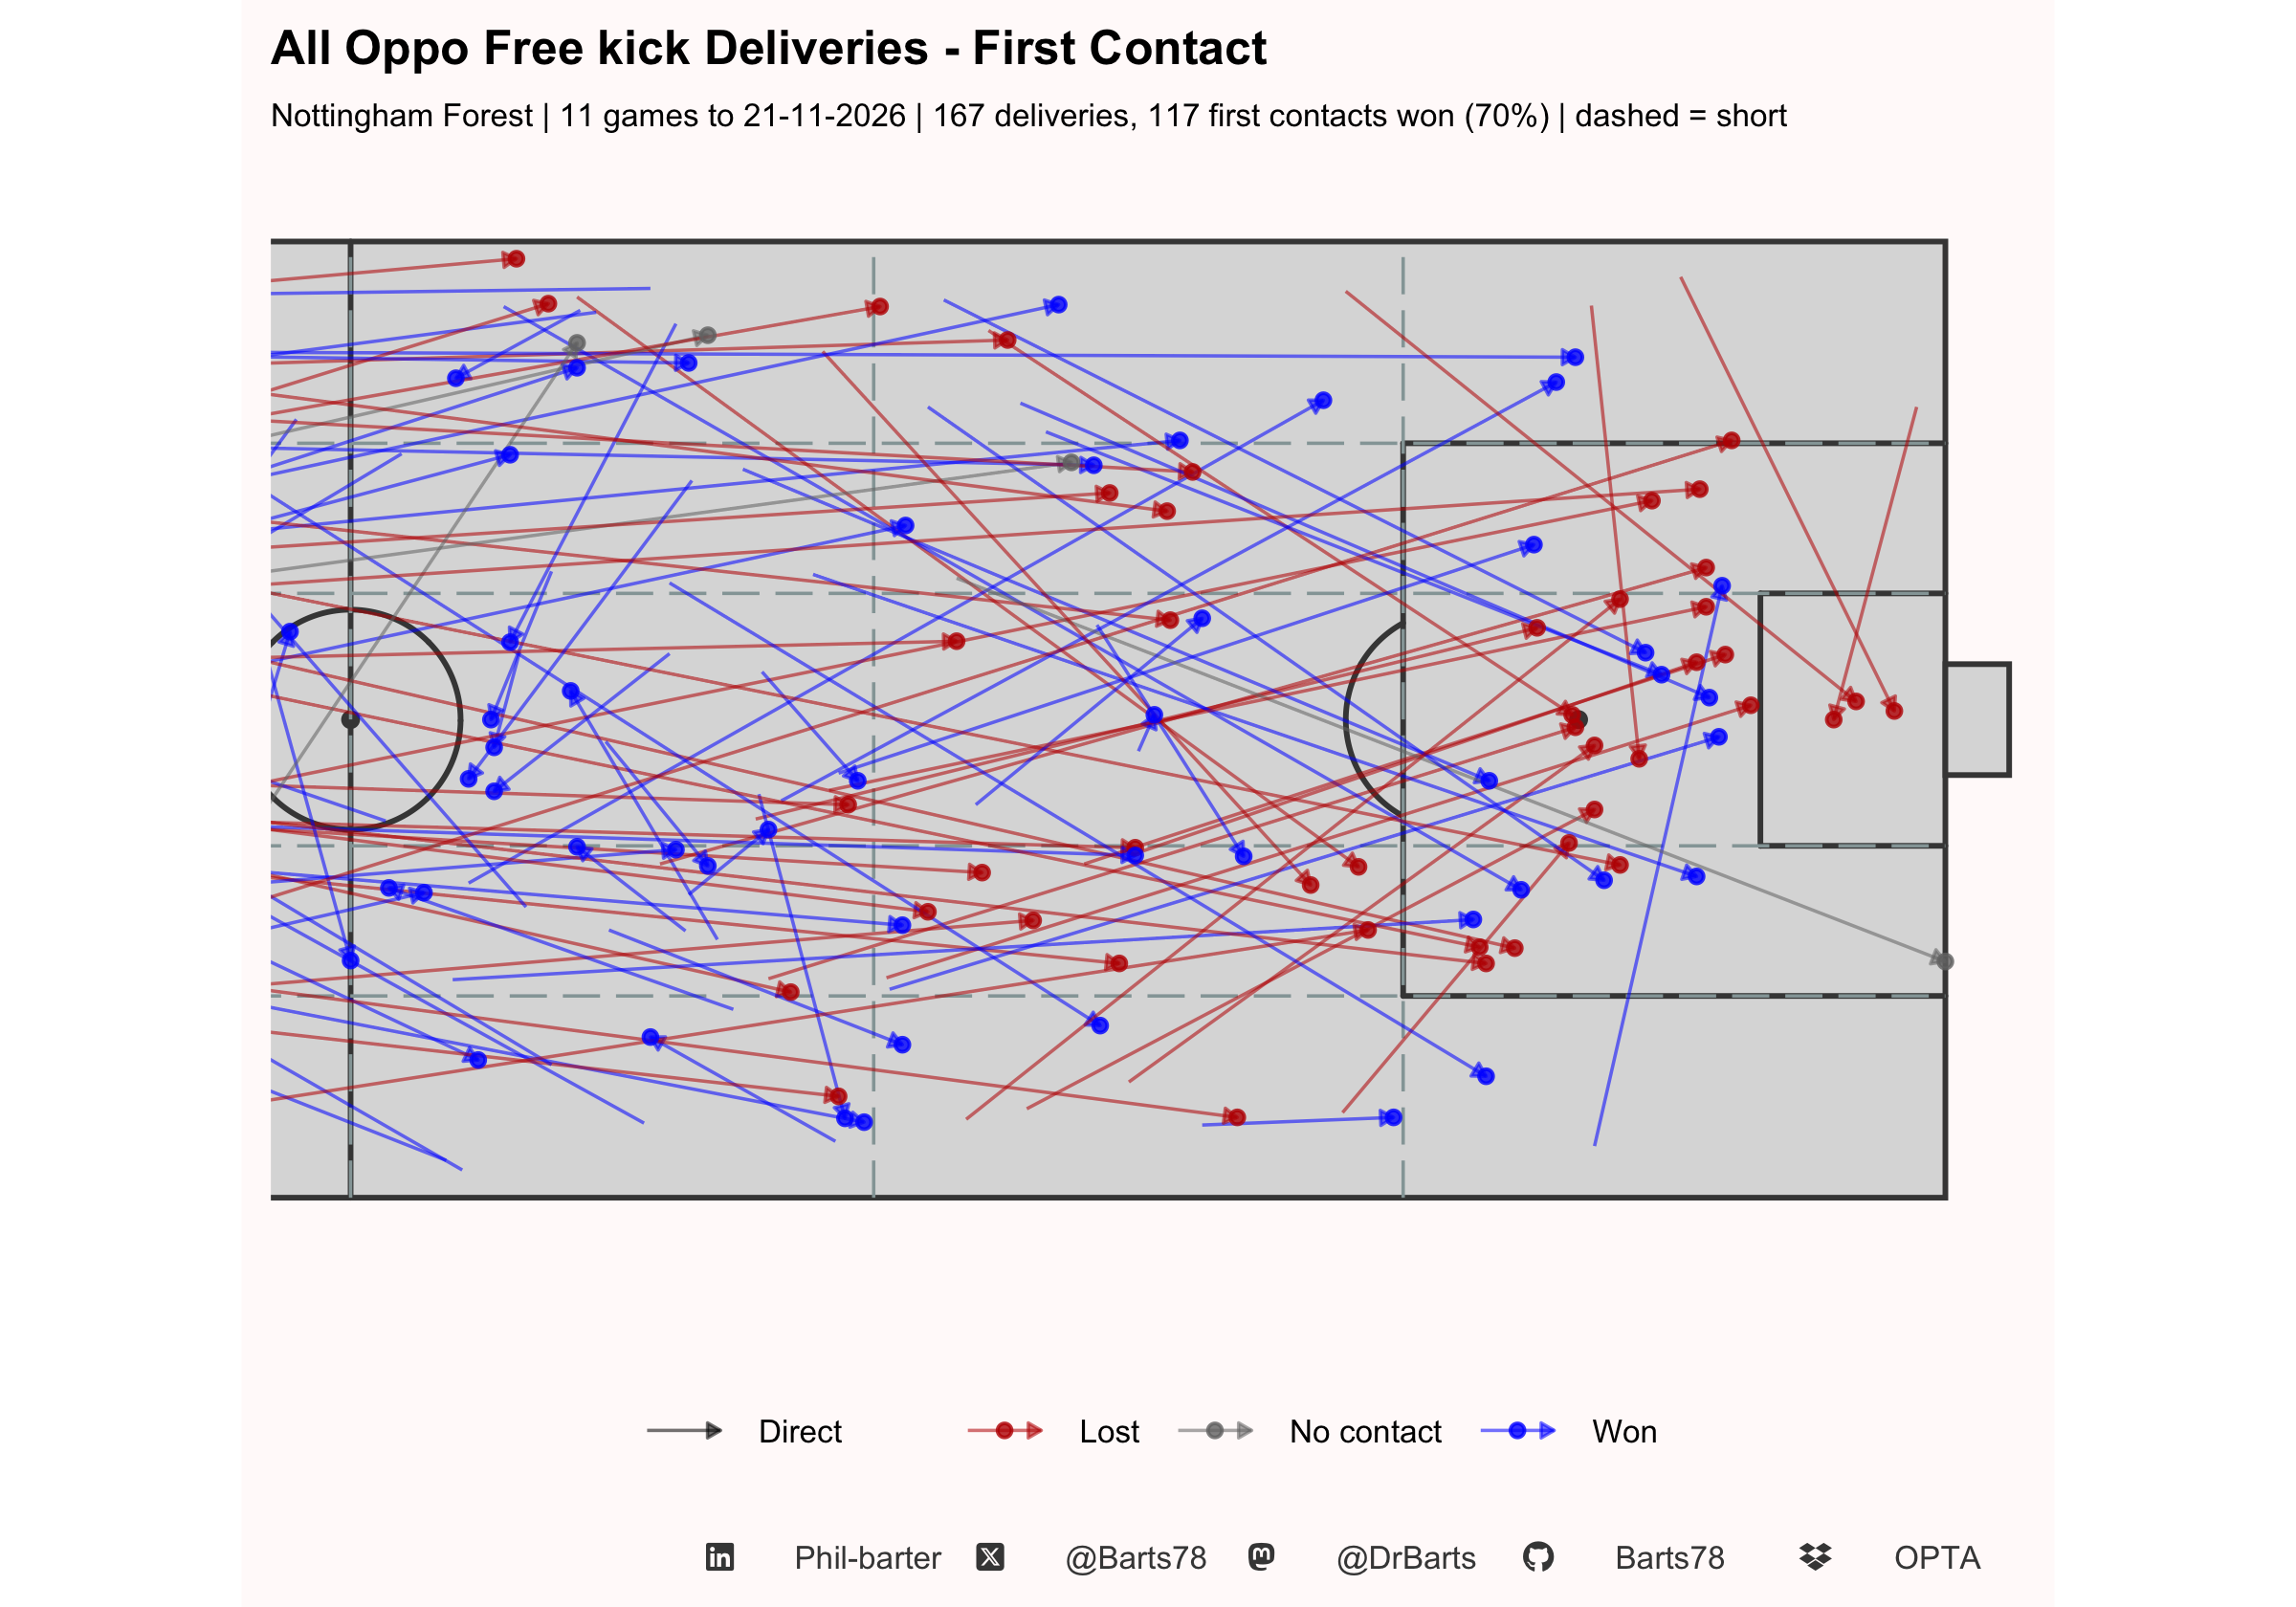 All Oppo Free kick Deliveries - First Contact
Nottingham Forest | 11 games to 21-11-2026 | 167 deliveries, 117 first contacts won (70%) | dashed = short
Direct Lost No contact Won
in Phil-barter X @Barts78 m @DrBarts Barts78 OPTA